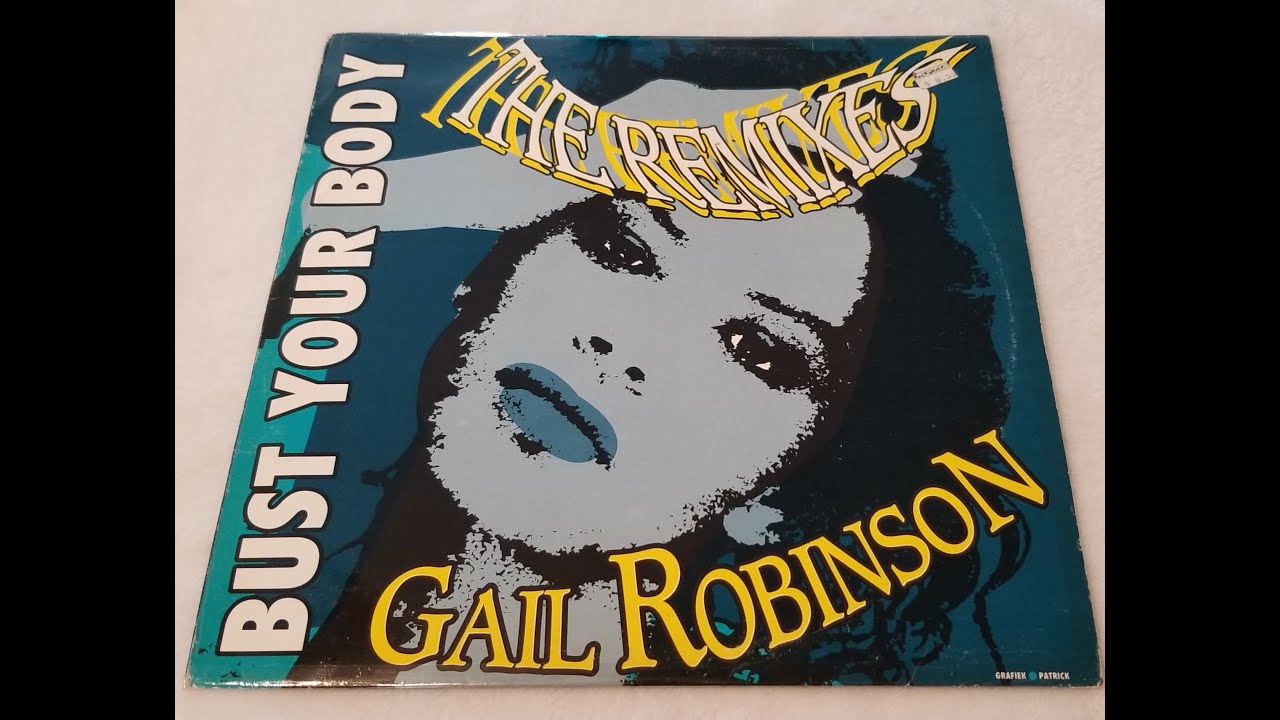 THE REMIXES
BUST YOUR BODY
GAIL ROBINSON
GRAFIEK PATRICK